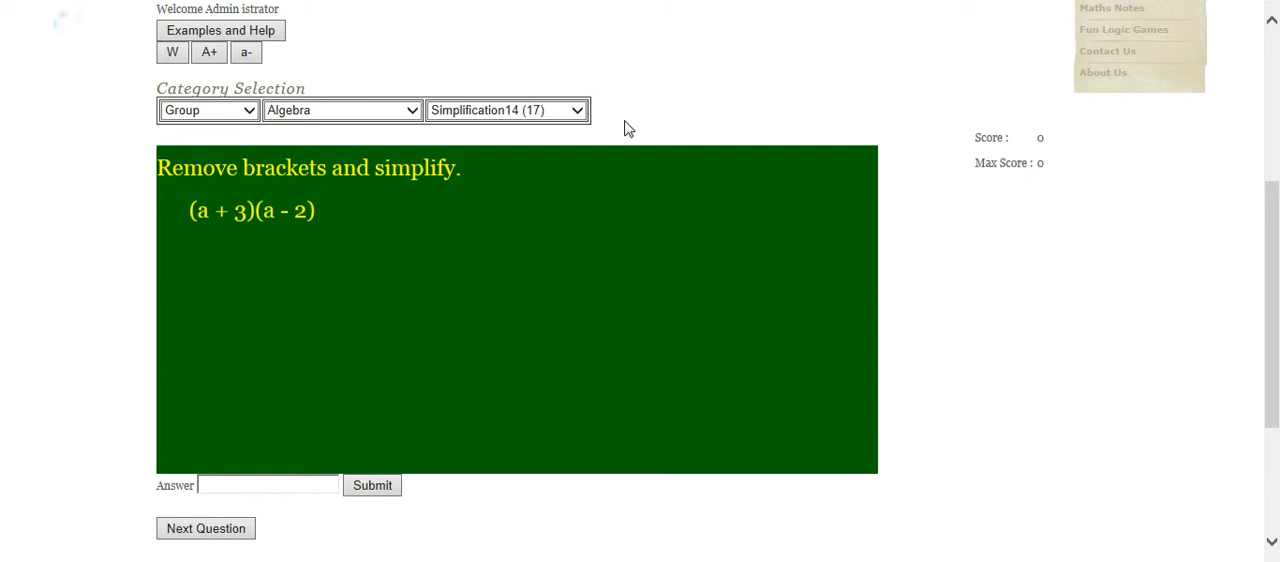 Welcome Admin istrator
Examples and Help
W A+ a-
Category Selection
Group Algebra Simplification14 (17)
Remove brackets and simplify.
(a + 3)(a - 2)
Answer Submit
Next Question
Maths Notes
Fun Logic Games
Contact Us
About Us
Score : 0
Max Score : 0